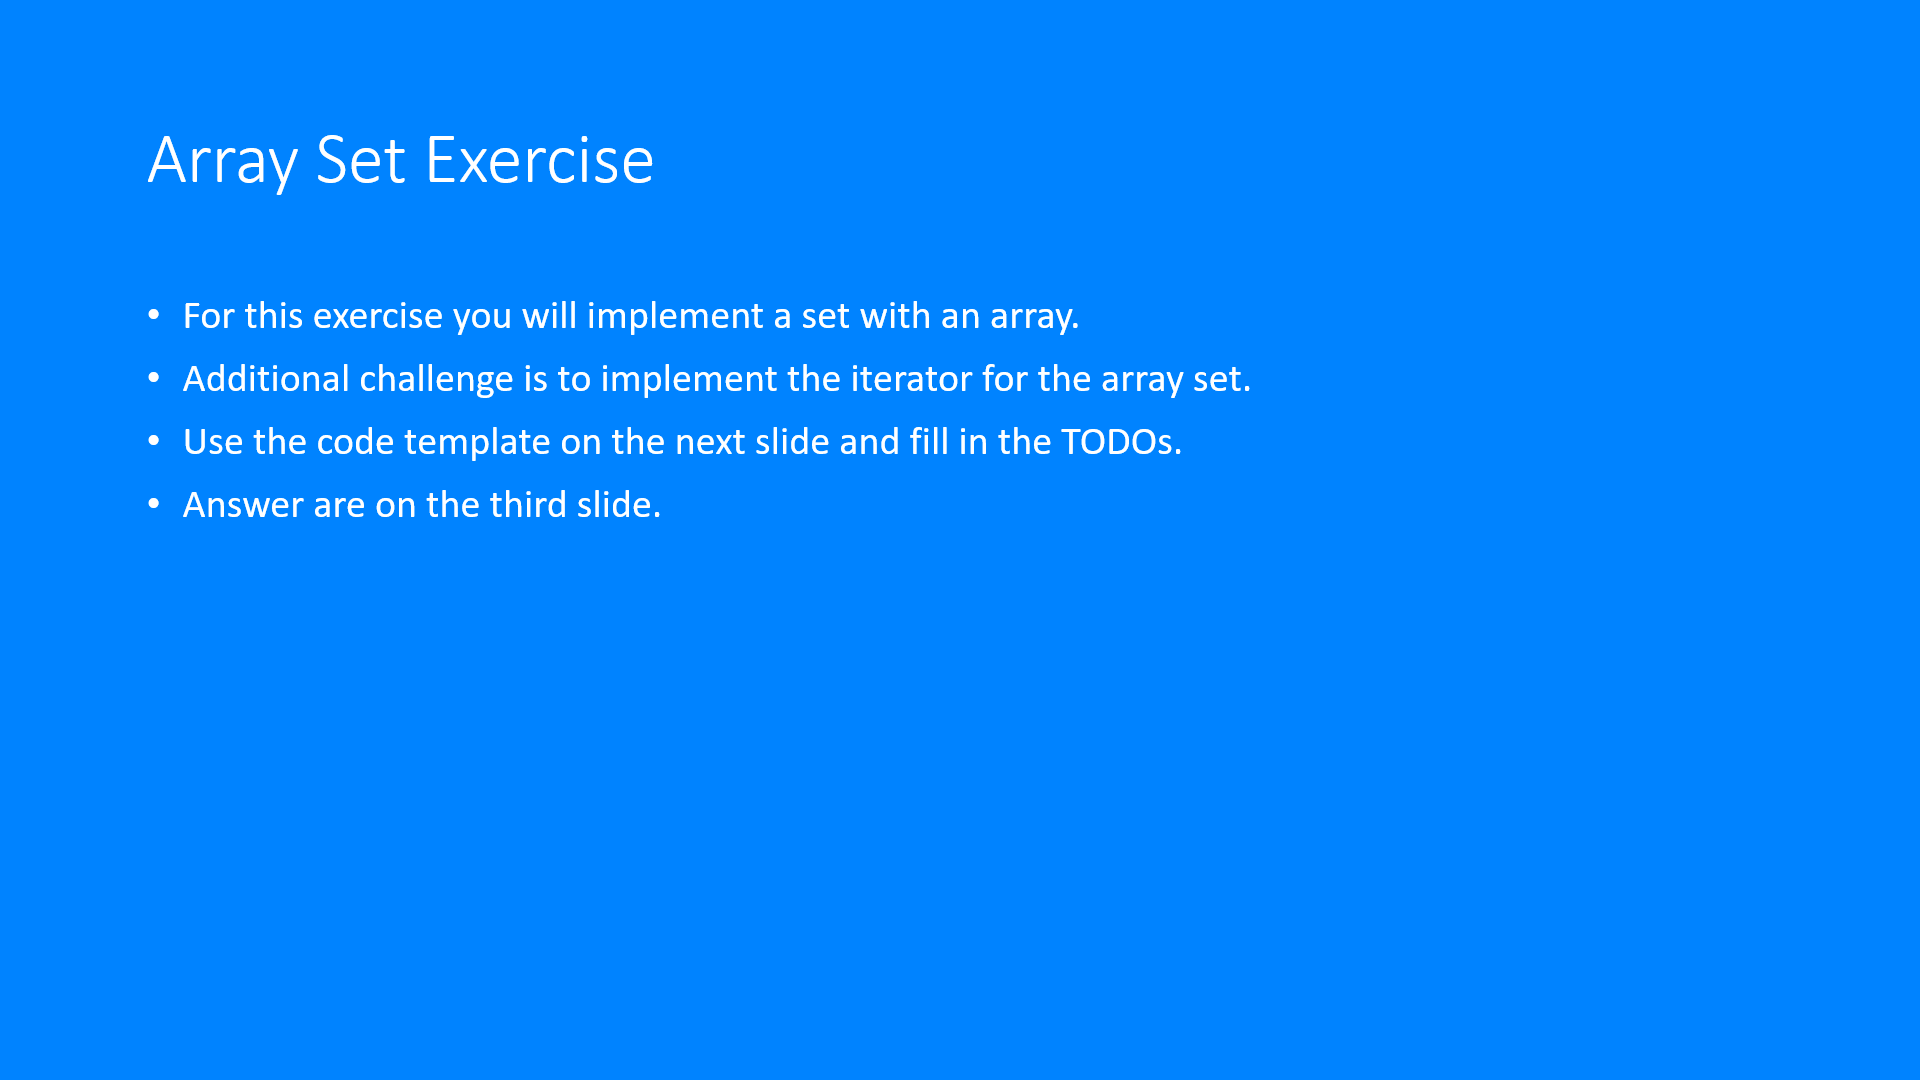 Array Set Exercise
• For this exercise you will implement a set with an array.
• Additional challenge is to implement the iterator for the array set.
• Use the code template on the next slide and fill in the TODOs.
• Answer are on the third slide.